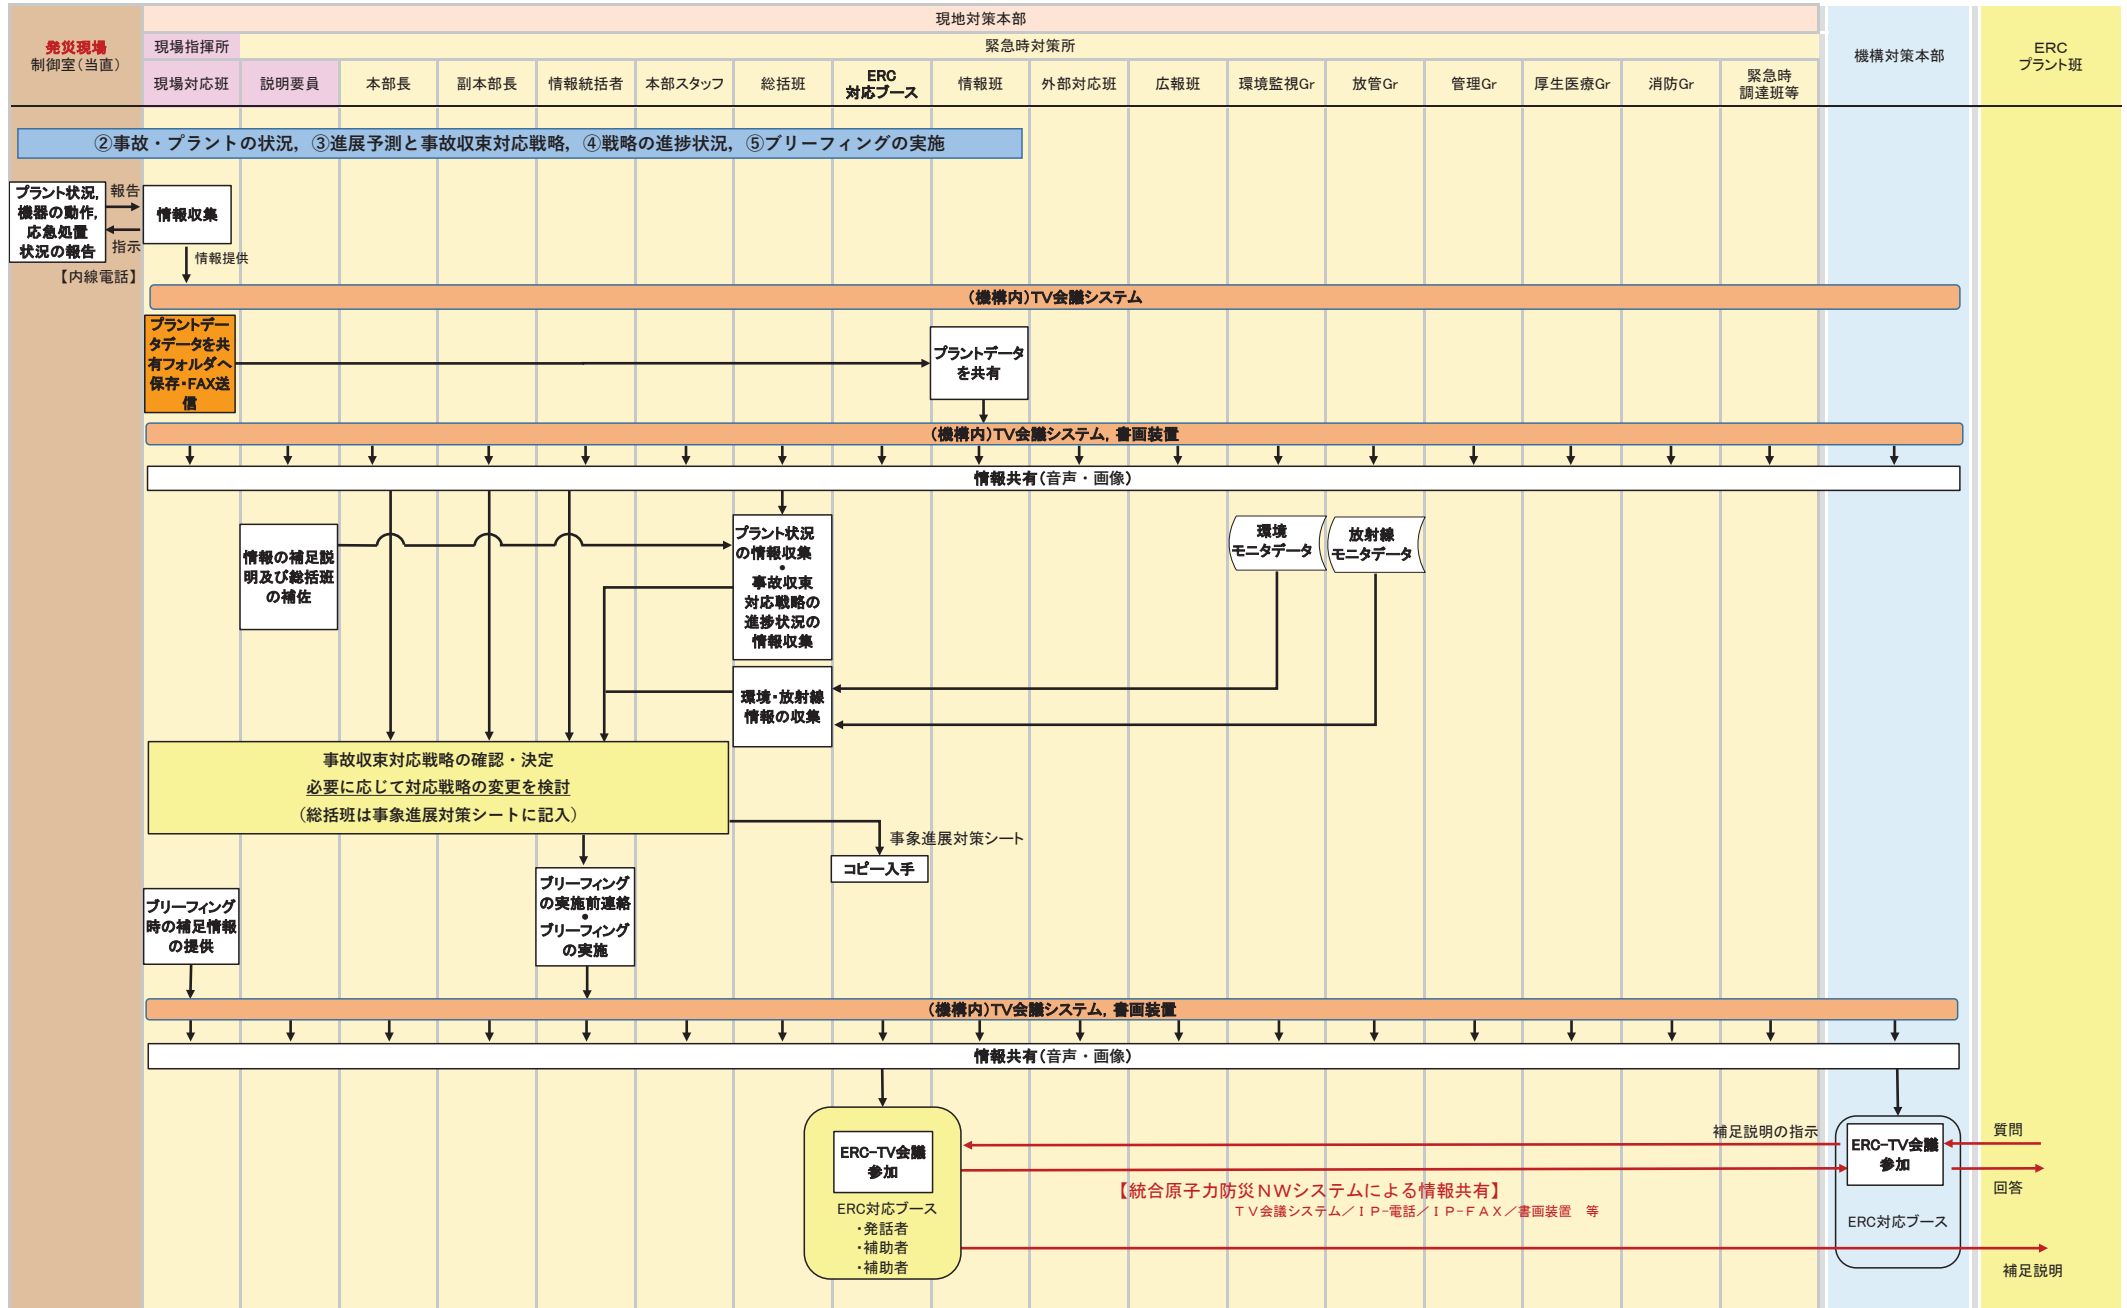 発災現場
制御室（当直）
現地対策本部
現場指揮所
緊急時対策所
機構対策本部
ERC
プラント班
現場対応班
説明要員
本部長
副本部長
情報統括者
本部スタッフ
総括班
ERC
対応ブース
情報班
外部対応班
広報班
環境監視Gr
放管Gr
管理Gr
厚生医療Gr
消防Gr
緊急時
調達班等
②事故・プラントの状況，③進展予測と事故収束対応戦略，④戦略の進捗状況，⑤ブリーフィングの実施
プラント状況，
機器の動作，
応急処置
状況の報告
報告
指示
【内線電話】
情報収集
情報提供
（機構内）TV会議システム
プラントデー
タデータを共
有フォルダへ
保存・FAX送
信
プラントデータ
を共有
（機構内）TV会議システム，書画装置
情報共有（音声・画像）
情報の補足説
明及び総括班
の補佐
プラント状況
の情報収集
・
事故収束
対応戦略の
進捗状況の
情報収集
環境
モニタデータ
放射線
モニタデータ
環境・放射線
情報の収集
事故収束対応戦略の確認・決定
必要に応じて対応戦略の変更を検討
（総括班は事象進展対策シートに記入）
事象進展対策シート
コピー入手
ブリーフィング
の実施前連絡
・
ブリーフィング
の実施
ブリーフィング
時の補足情報
の提供
（機構内）TV会議システム，書画装置
情報共有（音声・画像）
ERC-TV会議
参加
ERC対応ブース
・発話者
・補助者
・補助者
補足説明の指示
【統合原子力防災ＮＷシステムによる情報共有】
ＴＶ会議システム／ＩＰ-電話／ＩＰ-ＦＡＸ／書画装置　等
ERC-TV会議
参加
ERC対応ブース
質問
回答
補足説明